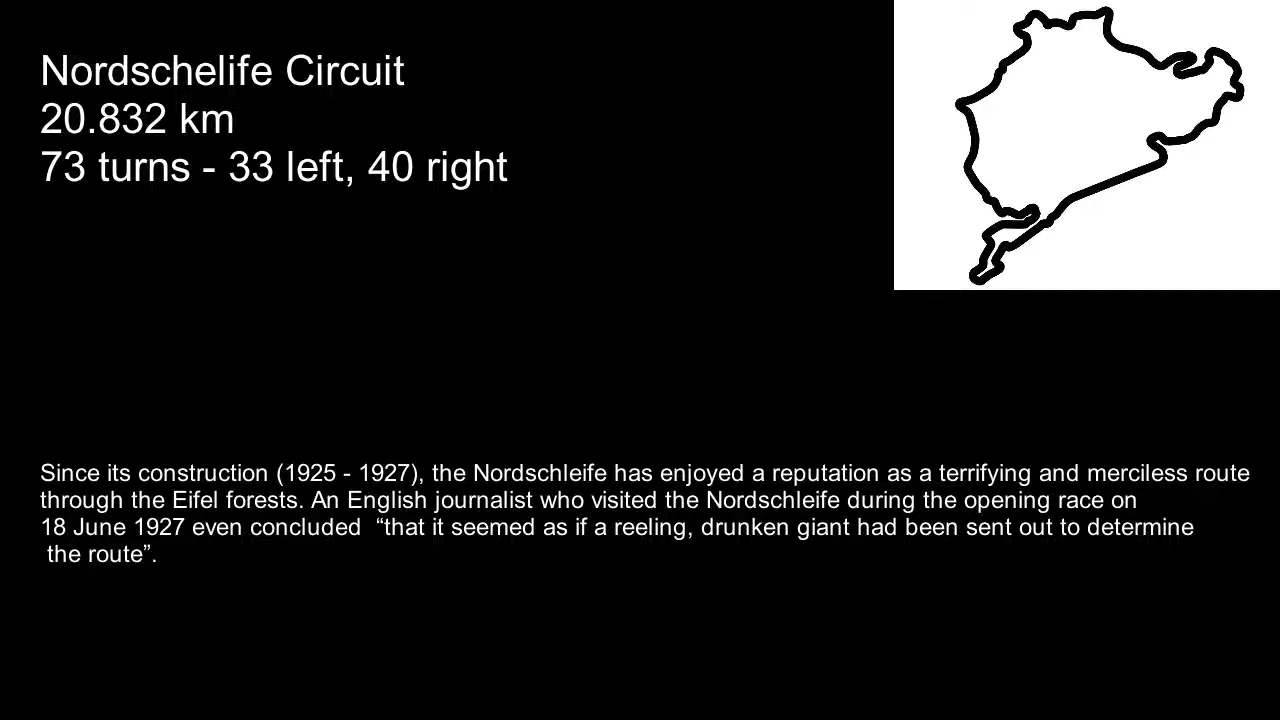 Nordschelife Circuit
20.832 km
73 turns - 33 left, 40 right
Since its construction (1925 - 1927), the Nordschleife has enjoyed a reputation as a terrifying and merciless route
through the Eifel forests. An English journalist who visited the Nordschleife during the opening race on
18 June 1927 even concluded  “that it seemed as if a reeling, drunken giant had been sent out to determine
the route”.